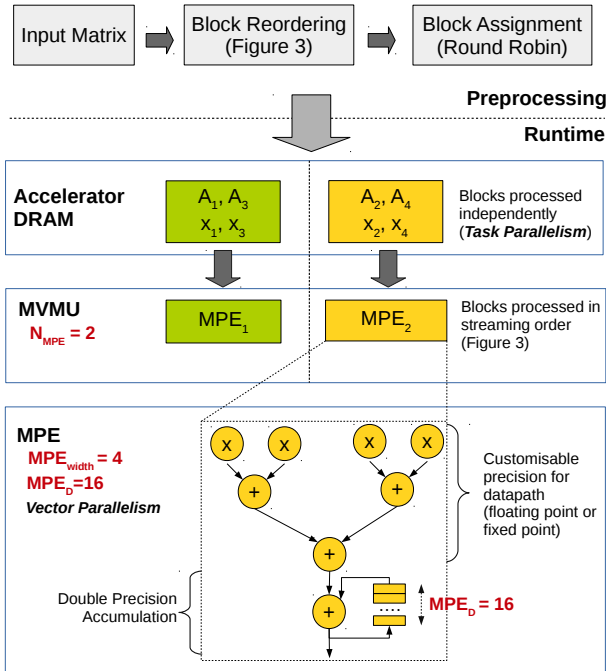 Input Matrix
Block Reordering
(Figure 3)
Block Assignment
(Round Robin)
Preprocessing
Runtime
Accelerator
DRAM
A1, A3
x1, x3
A2, A4
x2, x4
Blocks processed
independently
(Task Parallelism)
MVMU
NMPE = 2
MPE1
MPE2
Blocks processed in
streaming order
(Figure 3)
MPE
MPEwidth = 4
MPED=16
Vector Parallelism
x x x x
+ +
+
+
Customisable
precision for
datapath
(floating point or
fixed point)
Double Precision
Accumulation
....
MPED = 16